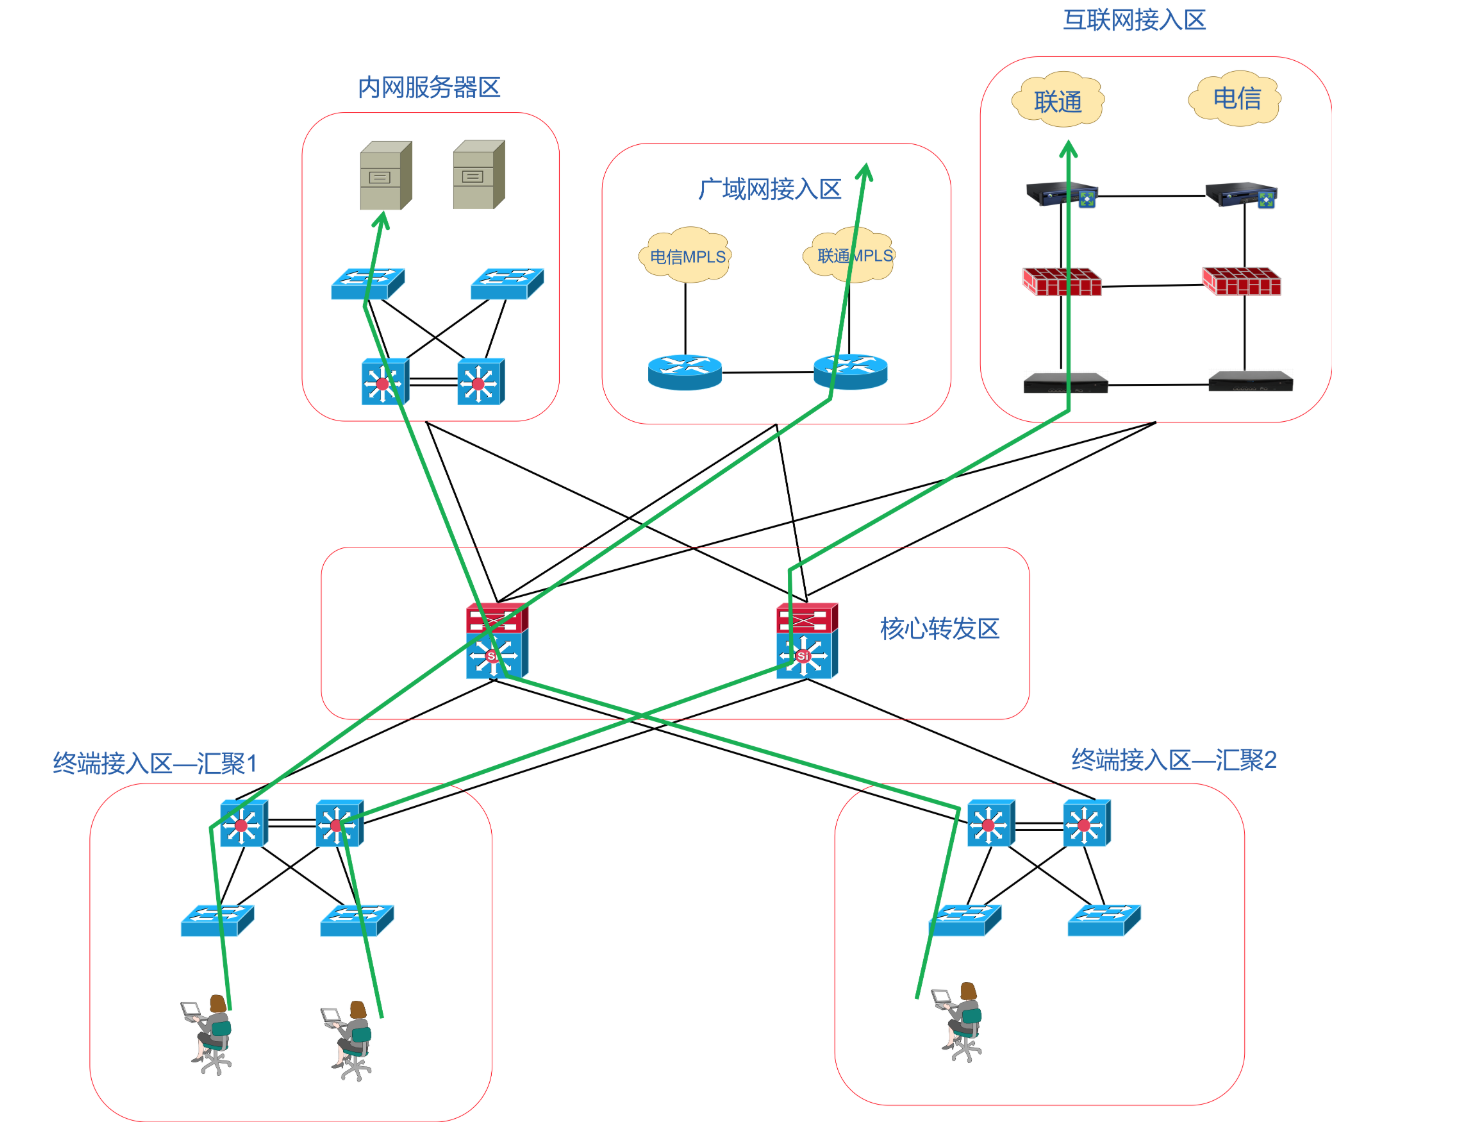 互联网接入区
联通
电信
内网服务器区
广域网接入区
电信MPLS
联通MPLS
核心转发区
Si
Si
终端接入区—汇聚1
终端接入区—汇聚2